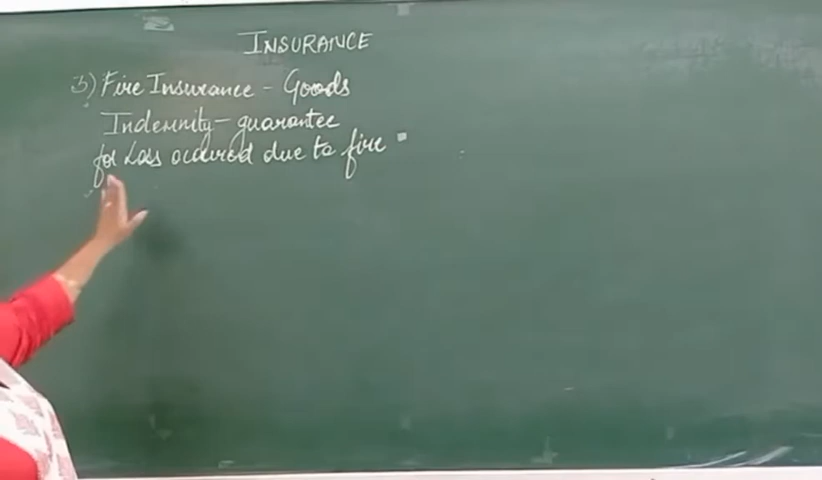 INSURANCE
3) Fire Insurance - Goods
Indemnity - guarantee
for Loss occured due to fire